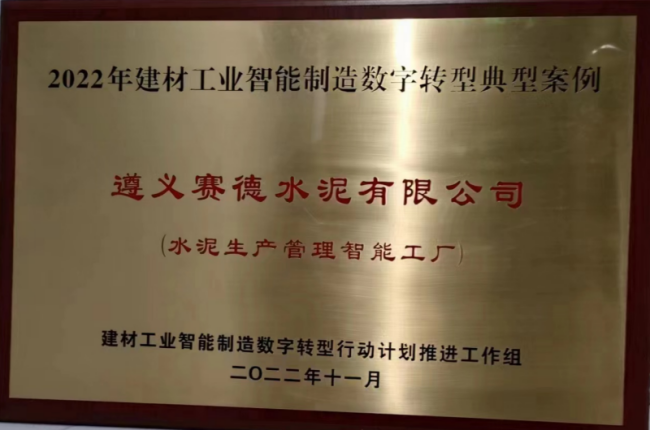 2022年建材工业智能制造数字转型典型案例
遵义赛德水泥有限公司
(水泥生产管理智能工厂)
建材工业智能制造数字转型行动计划推进工作组
二〇二二年十一月